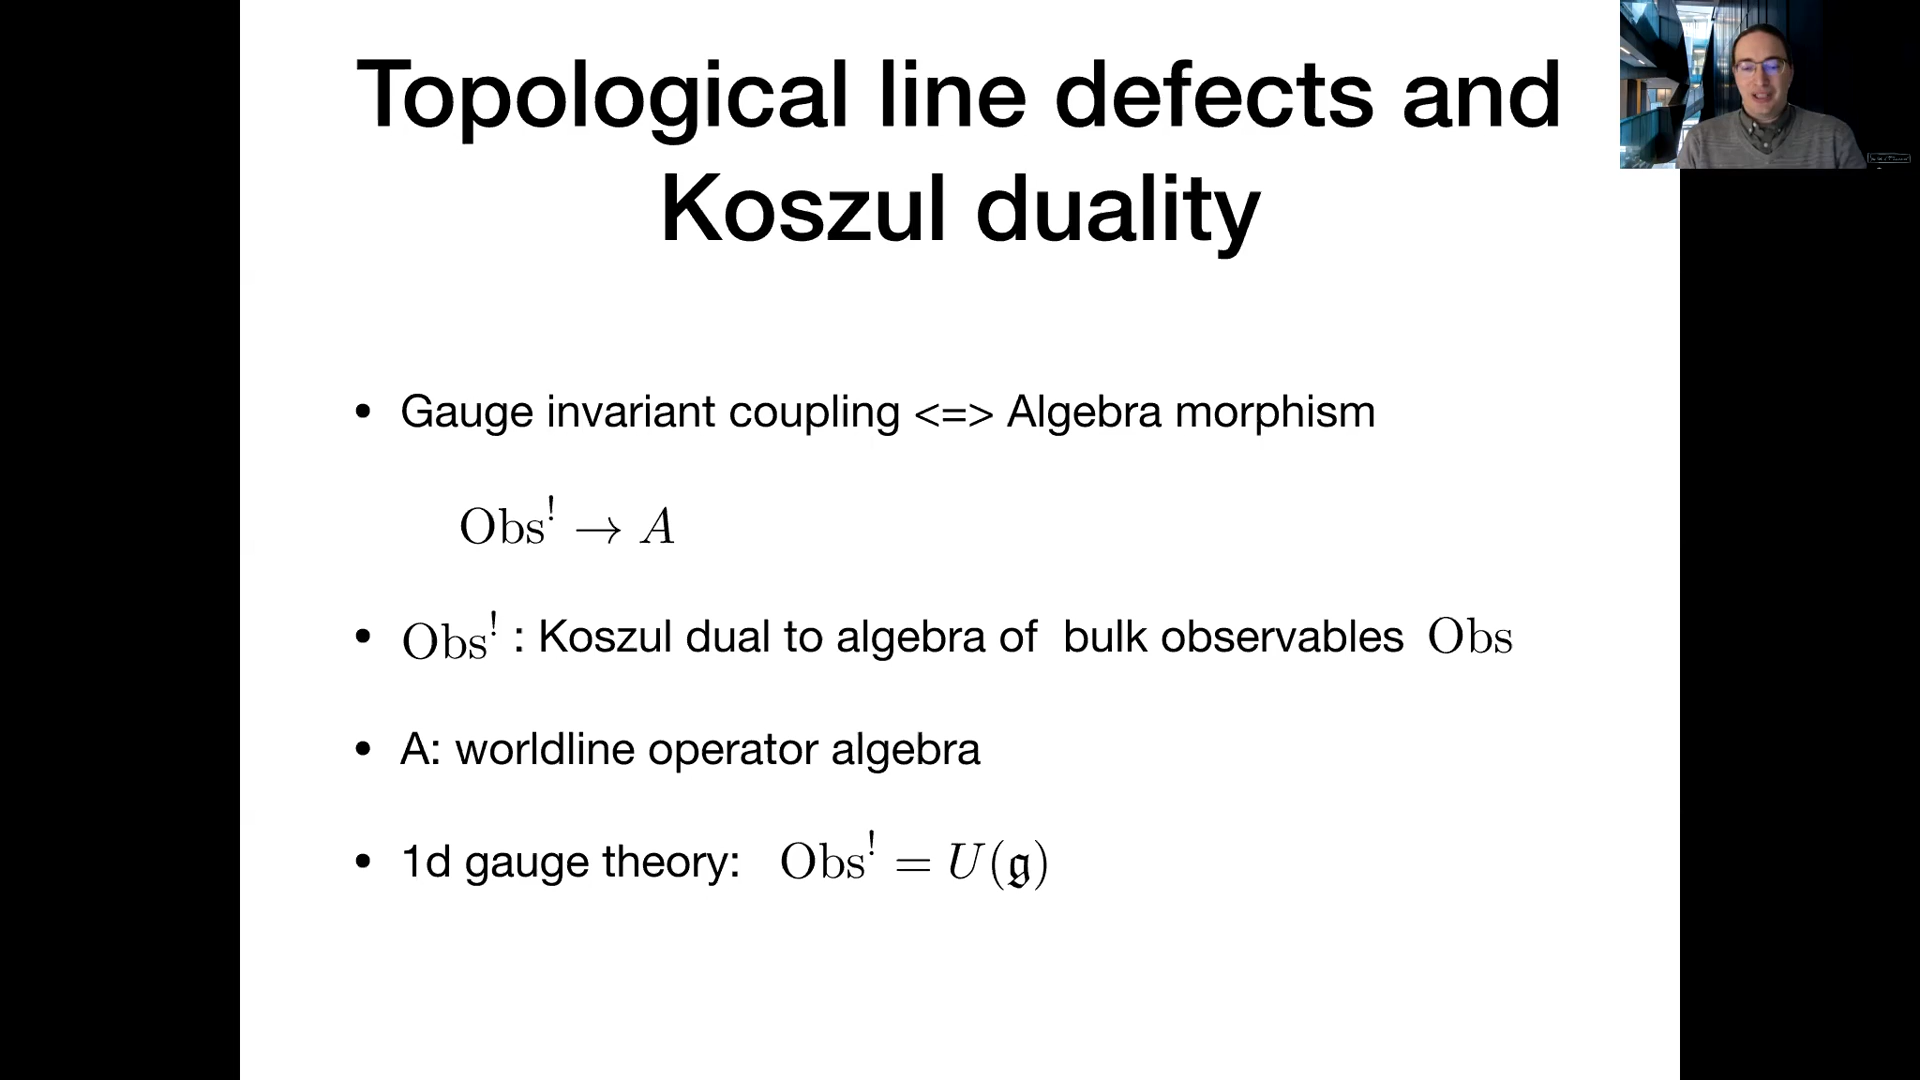 Topological line defects and
Koszul duality
• Gauge invariant coupling <=> Algebra morphism
Obs^! → A
• Obs^! : Koszul dual to algebra of bulk observables Obs
• A: worldline operator algebra
• 1d gauge theory: Obs^! = U(𝔤)